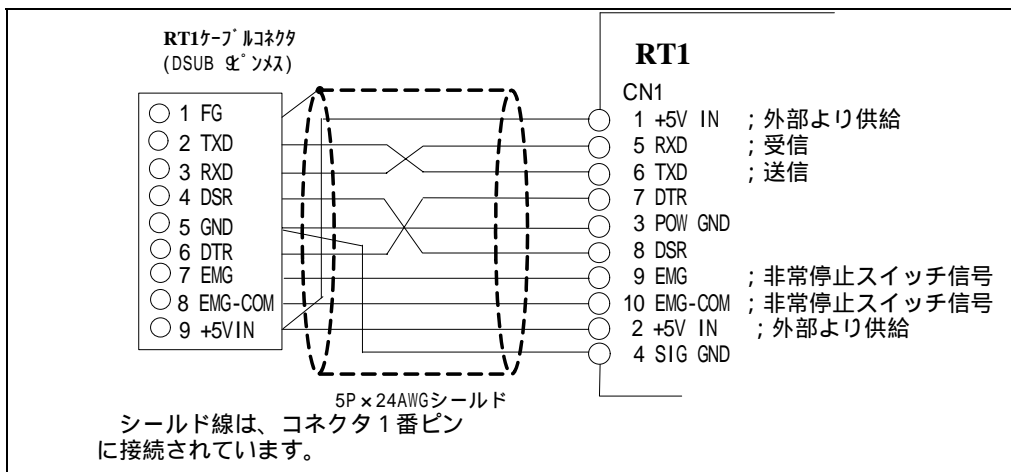 RT1ケーブルコネクタ
(DSUB 9ピンメス)
1 FG
2 TXD
3 RXD
4 DSR
5 GND
6 DTR
7 EMG
8 EMG-COM
9 +5VIN
RT1
CN1
1 +5V IN ;外部より供給
5 RXD ;受信
6 TXD ;送信
7 DTR
3 POW GND
8 DSR
9 EMG ;非常停止スイッチ信号
10 EMG-COM ;非常停止スイッチ信号
2 +5V IN ;外部より供給
4 SIG GND
5P×24AWGシールド
シールド線は、コネクタ1番ピン
に接続されています。